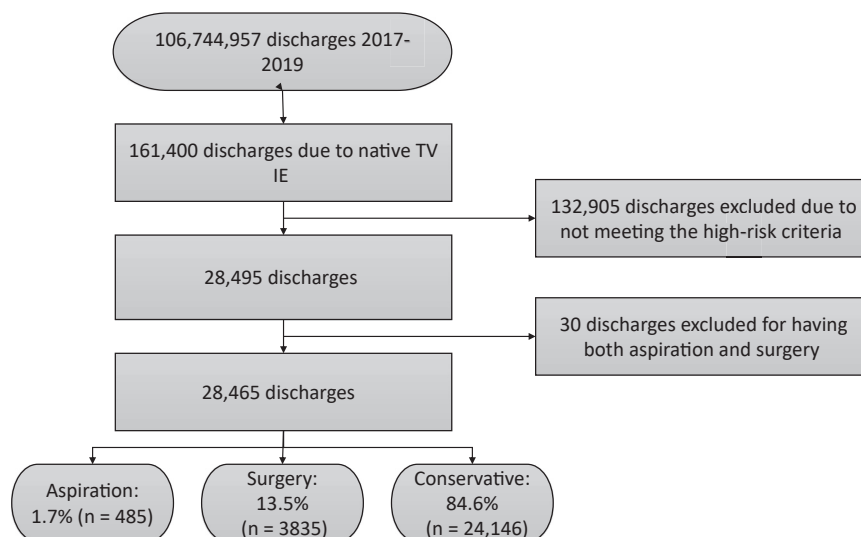 106,744,957 discharges 2017-
2019
161,400 discharges due to native TV
IE
132,905 discharges excluded due to
not meeting the high-risk criteria
28,495 discharges
30 discharges excluded for having
both aspiration and surgery
28,465 discharges
Aspiration:
1.7% (n = 485)
Surgery:
13.5%
(n = 3835)
Conservative:
84.6%
(n = 24,146)